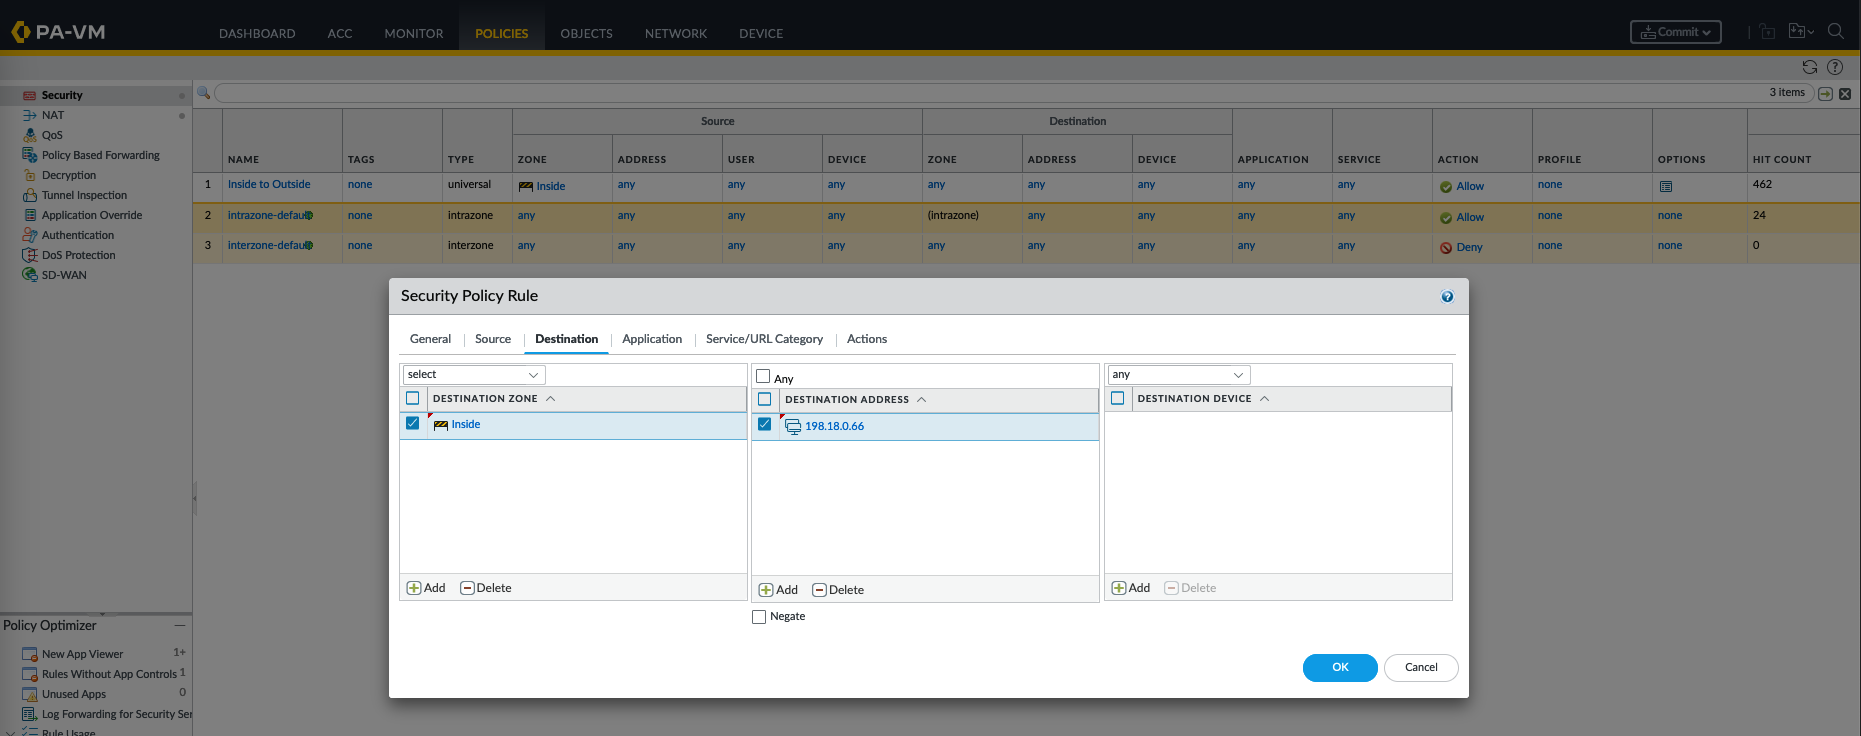 PA-VM
DASHBOARD ACC MONITOR POLICIES OBJECTS NETWORK DEVICE
Commit
Security
NAT
QoS
Policy Based Forwarding
Decryption
Tunnel Inspection
Application Override
Authentication
DoS Protection
SD-WAN
3 items
Source Destination
NAME TAGS TYPE ZONE ADDRESS USER DEVICE ZONE ADDRESS DEVICE APPLICATION SERVICE ACTION PROFILE OPTIONS HIT COUNT
1 Inside to Outside none universal Inside any any any any any any any any Allow none 462
2 intrazone-default none intrazone any any any any (intrazone) any any any any Allow none none 24
3 interzone-default none interzone any any any any any any any any any Deny none none 0
Security Policy Rule
General Source Destination Application Service/URL Category Actions
select Any any
DESTINATION ZONE DESTINATION ADDRESS DESTINATION DEVICE
Inside 198.18.0.66
Add Delete Add Delete Add Delete
Negate
OK Cancel
Policy Optimizer
New App Viewer 1+
Rules Without App Controls 1
Unused Apps 0
Log Forwarding for Security Ser
Rule Usage